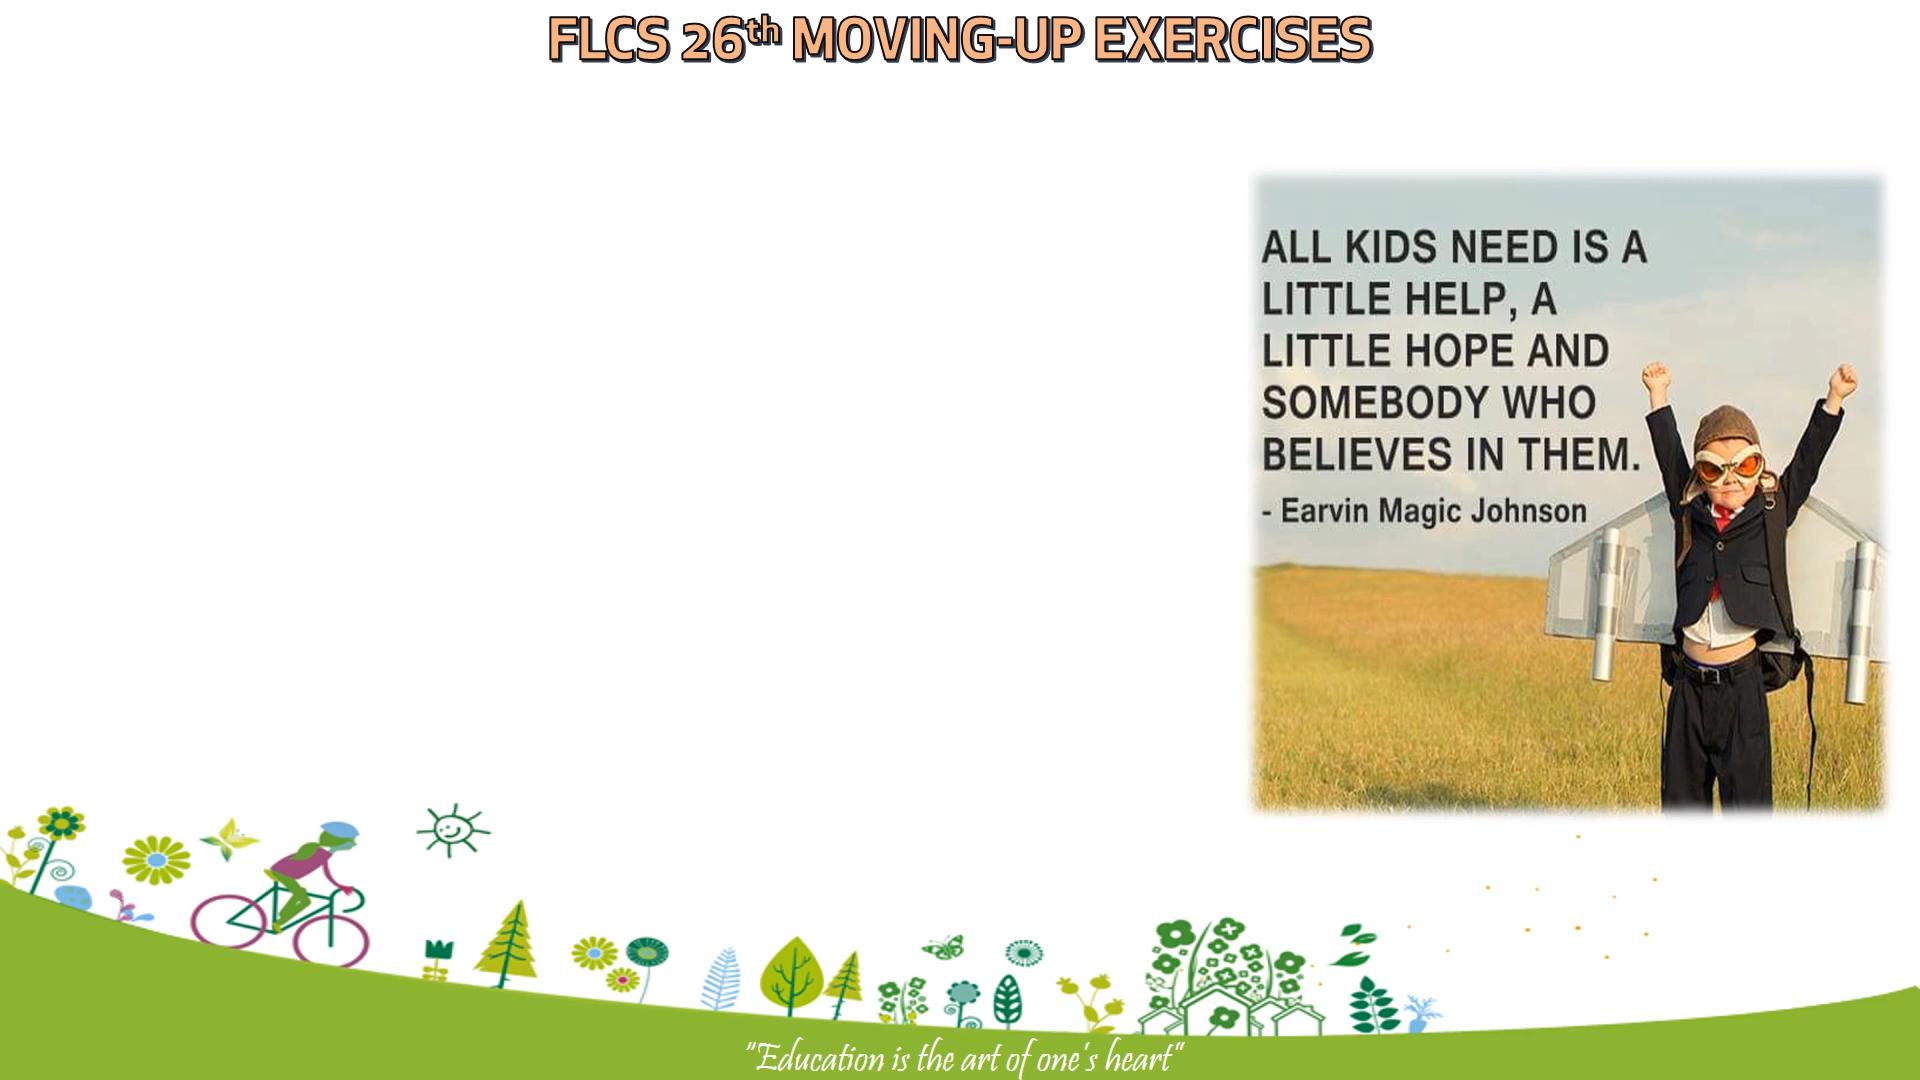 FLCS 26th MOVING-UP EXERCISES
ALL KIDS NEED IS A
LITTLE HELP, A
LITTLE HOPE AND
SOMEBODY WHO
BELIEVES IN THEM.
- Earvin Magic Johnson
"Education is the art of one's heart"